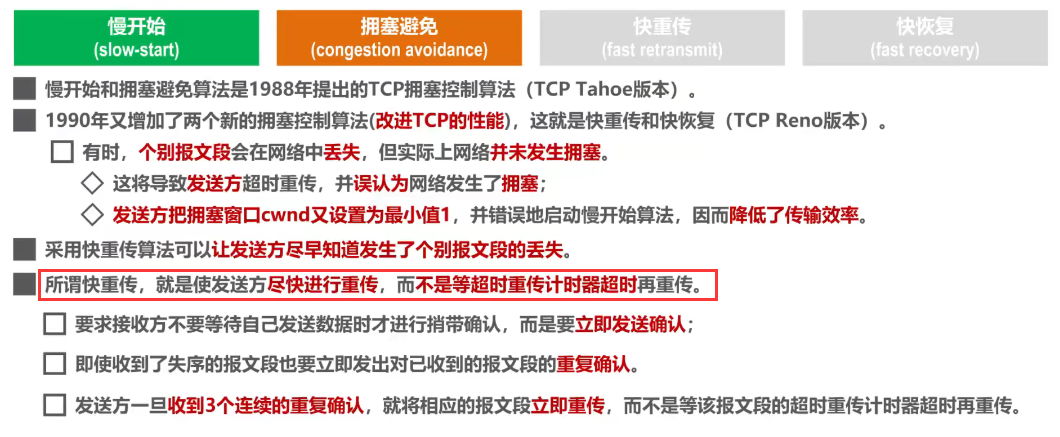 慢开始
(slow-start)
拥塞避免
(congestion avoidance)
快重传
(fast retransmit)
快恢复
(fast recovery)
慢开始和拥塞避免算法是1988年提出的TCP拥塞控制算法（TCP Tahoe版本）。
1990年又增加了两个新的拥塞控制算法(改进TCP的性能)，这就是快重传和快恢复（TCP Reno版本）。
有时，个别报文段会在网络中丢失，但实际上网络并未发生拥塞。
这将导致发送方超时重传，并误认为网络发生了拥塞；
发送方把拥塞窗口cwnd又设置为最小值1，并错误地启动慢开始算法，因而降低了传输效率。
采用快重传算法可以让发送方尽早知道发生了个别报文段的丢失。
所谓快重传，就是使发送方尽快进行重传，而不是等超时重传计时器超时再重传。
要求接收方不要等待自己发送数据时才进行捎带确认，而是要立即发送确认；
即使收到了失序的报文段也要立即发出对已收到的报文段的重复确认。
发送方一旦收到3个连续的重复确认，就将相应的报文段立即重传，而不是等该报文段的超时重传计时器超时再重传。